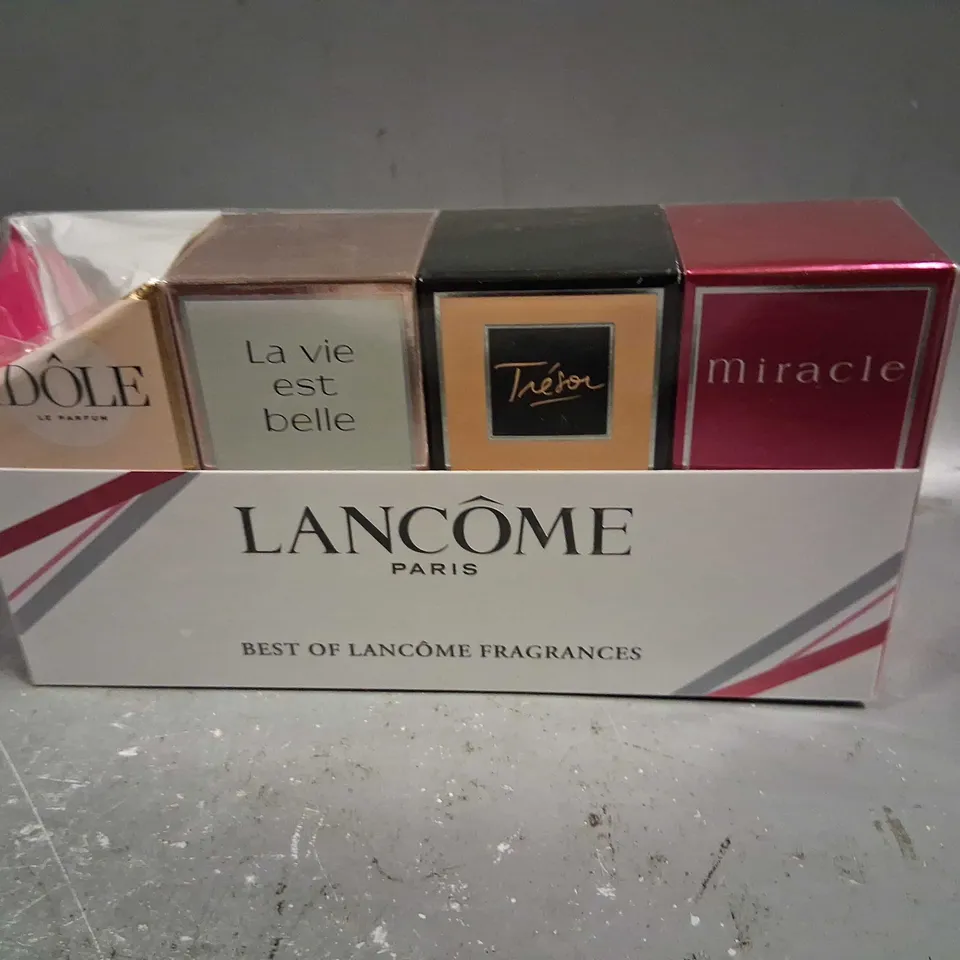 DÔLE
LE PARFUM
La vie
est
belle
Trésor
miracle
LANCÔME
PARIS
BEST OF LANCÔME FRAGRANCES